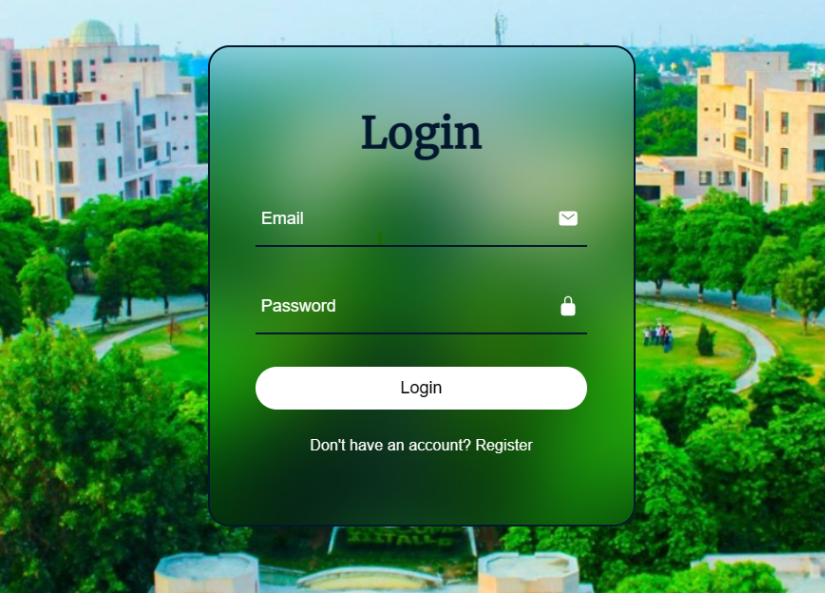 Login
Email
Password
Login
Don't have an account? Register